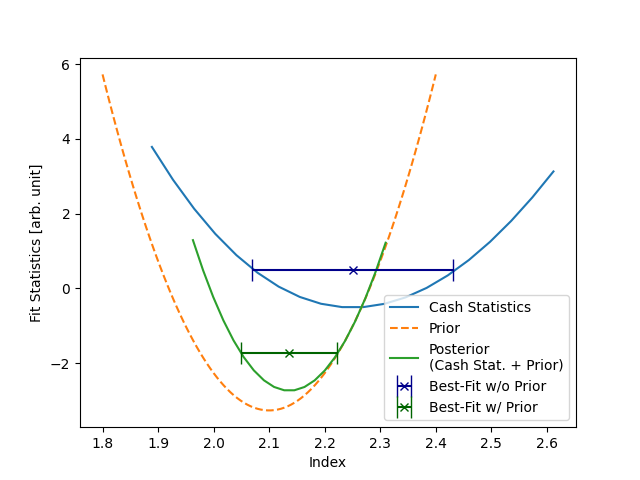 6
4
2
0
−2
Fit Statistics [arb. unit]
Cash Statistics
Prior
Posterior
(Cash Stat. + Prior)
Best-Fit w/o Prior
Best-Fit w/ Prior
1.8 1.9 2.0 2.1 2.2 2.3 2.4 2.5 2.6
Index